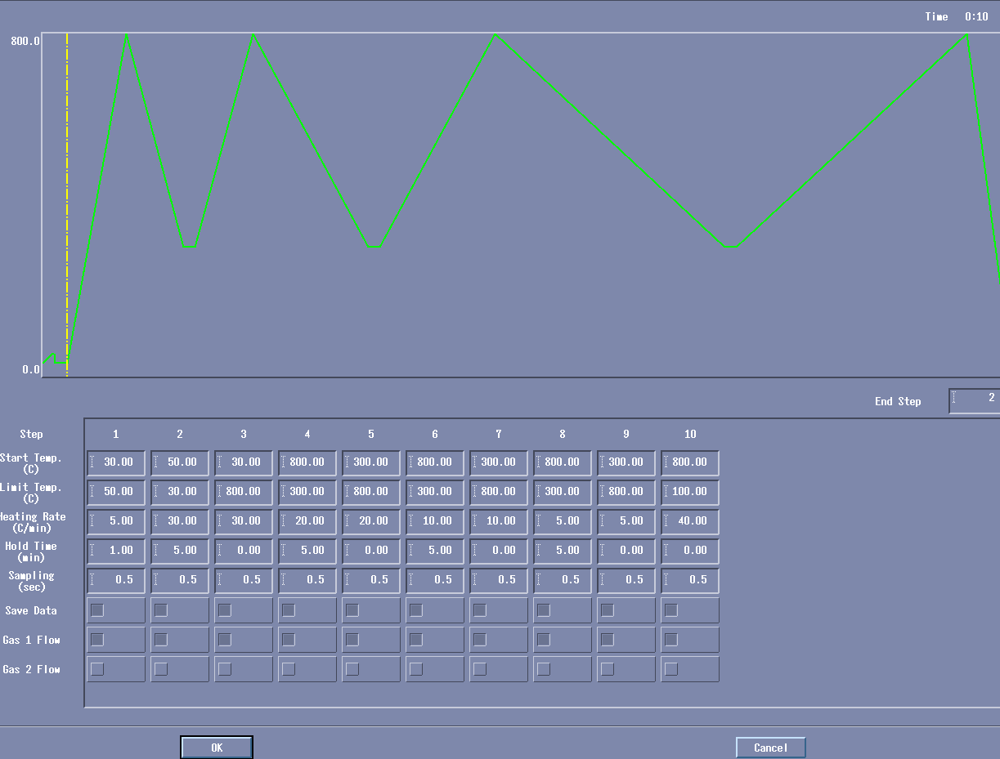 Time 0:10
800.0
0.0
End Step 2
Step 1 2 3 4 5 6 7 8 9 10
Start Temp. (C) 30.00 50.00 30.00 800.00 300.00 800.00 300.00 800.00 300.00 800.00
Limit Temp. (C) 50.00 30.00 800.00 300.00 800.00 300.00 800.00 300.00 800.00 100.00
Heating Rate (C/min) 5.00 30.00 30.00 20.00 20.00 10.00 10.00 5.00 5.00 40.00
Hold Time (min) 1.00 5.00 0.00 5.00 0.00 5.00 0.00 5.00 0.00 0.00
Sampling (sec) 0.5 0.5 0.5 0.5 0.5 0.5 0.5 0.5 0.5 0.5
Save Data
Gas 1 Flow
Gas 2 Flow
OK Cancel